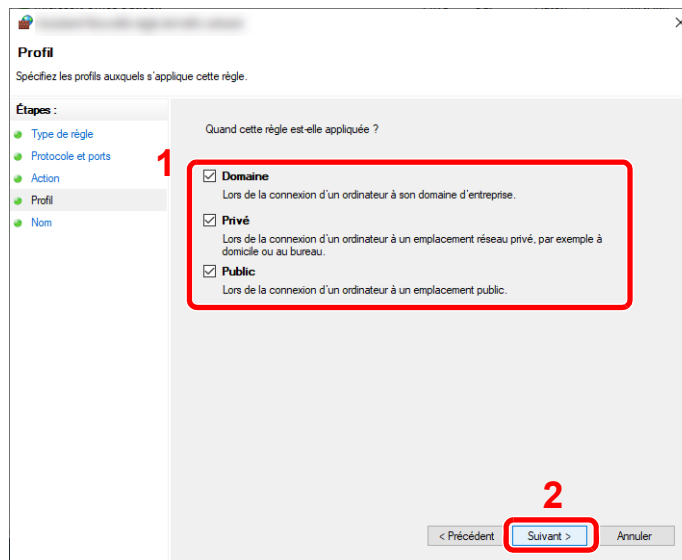 Profil
Spécifiez les profils auxquels s'applique cette règle.
Étapes :
Type de règle
Protocole et ports
Action
Profil
Nom
Quand cette règle est-elle appliquée ?
1
Domaine
Lors de la connexion d'un ordinateur à son domaine d'entreprise.
Privé
Lors de la connexion d'un ordinateur à un emplacement réseau privé, par exemple à
domicile ou au bureau.
Public
Lors de la connexion d'un ordinateur à un emplacement public.
2
< Précédent
Suivant >
Annuler